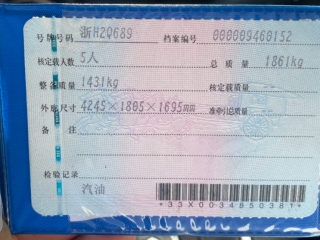 号牌号码 浙H2Q689 档案编号 000009460152
核定载人数 5人 总质量 1861kg
整备质量 1431kg 核定载质量 --
外廓尺寸 4245×1805×1695mm 准牵引总质量 --
备注
检验记录
汽油
*33X0034850381*